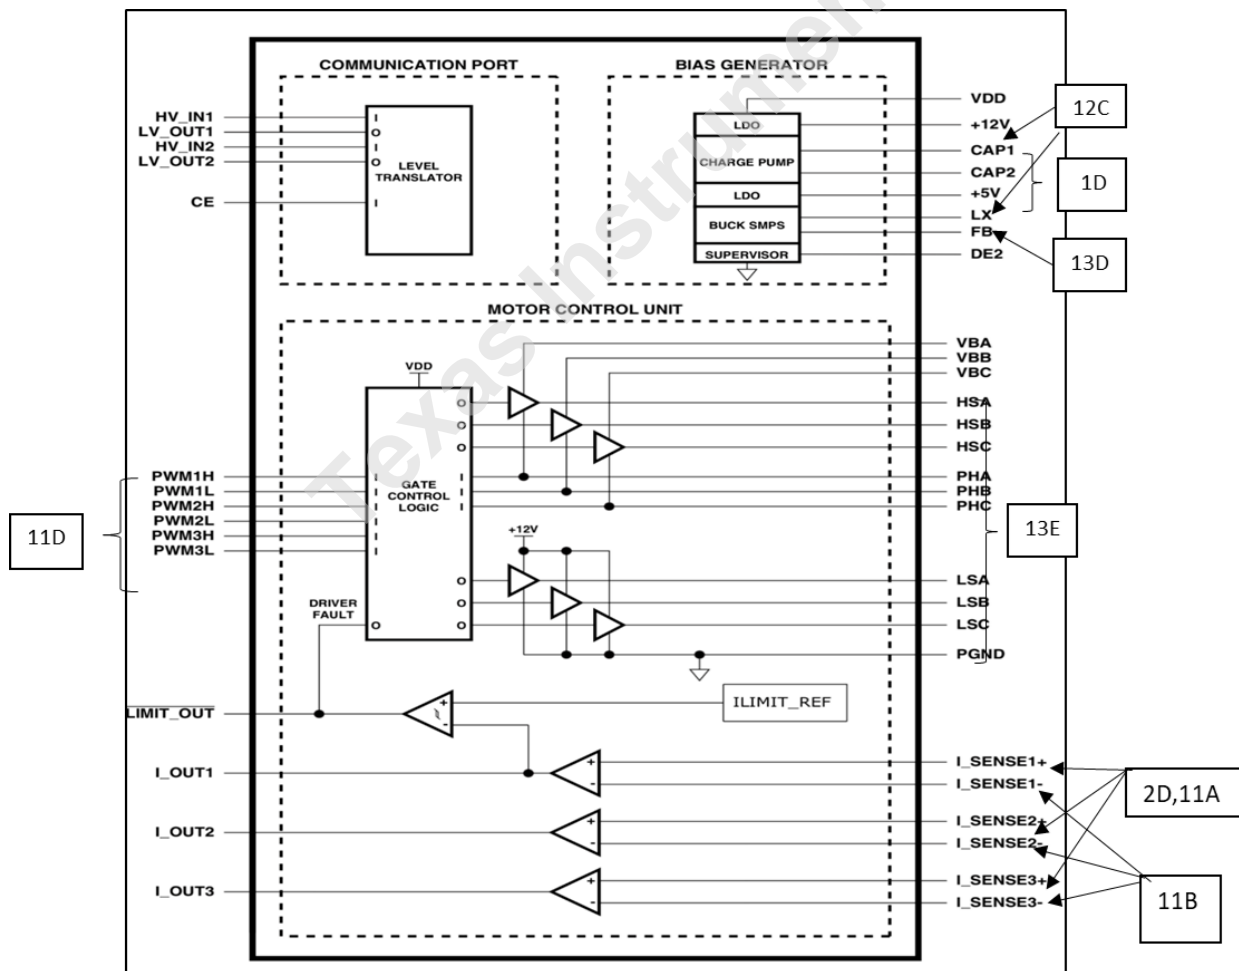 COMMUNICATION PORT
BIAS GENERATOR
HV_IN1
LV_OUT1
HV_IN2
LV_OUT2
CE
I
O
I
O
I
LEVEL
TRANSLATOR
LDO
CHARGE PUMP
LDO
BUCK SMPS
SUPERVISOR
VDD
+12V
CAP1
CAP2
+5V
LX
FB
DE2
12C
1D
13D
MOTOR CONTROL UNIT
VDD
VBA
VBB
VBC
HSA
HSB
HSC
PHA
PHB
PHC
LSA
LSB
LSC
PGND
13E
PWM1H
PWM1L
PWM2H
PWM2L
PWM3H
PWM3L
11D
I
I
I
I
I
I
GATE
CONTROL
LOGIC
O
O
O
I
I
I
O
O
O
O
+12V
DRIVER
FAULT
LIMIT_OUT
+
-
ILIMIT_REF
I_OUT1
+
-
I_SENSE1+
I_SENSE1-
I_OUT2
+
-
I_SENSE2+
I_SENSE2-
I_OUT3
+
-
I_SENSE3+
I_SENSE3-
2D,11A
11B
Texas Instrumen